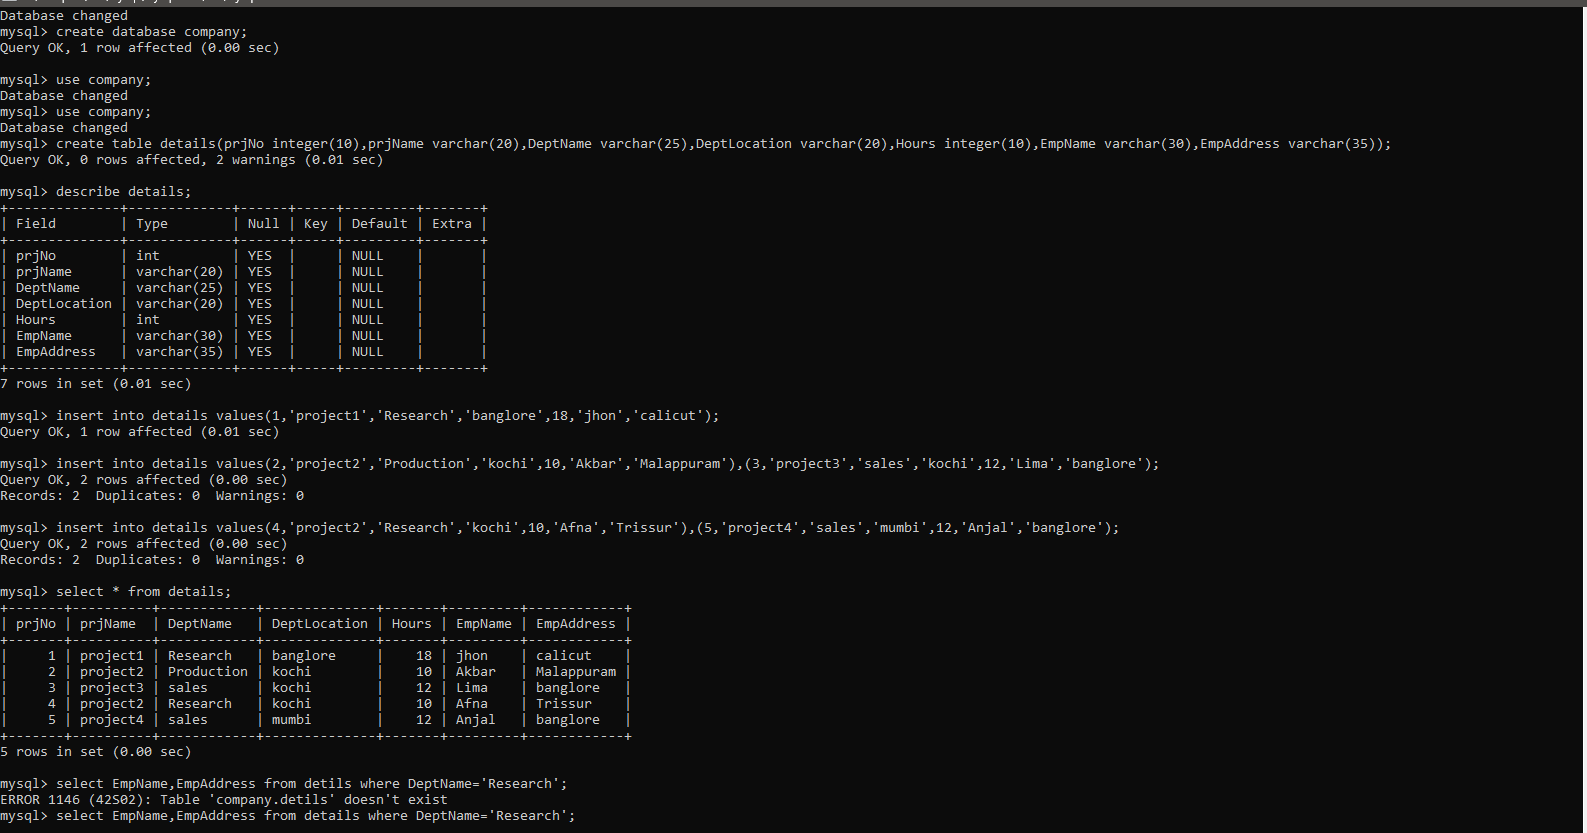 Database changed
mysql> create database company;
Query OK, 1 row affected (0.00 sec)
mysql> use company;
Database changed
mysql> use company;
Database changed
mysql> create table details(prjNo integer(10),prjName varchar(20),DeptName varchar(25),DeptLocation varchar(20),Hours integer(10),EmpName varchar(30),EmpAddress varchar(35));
Query OK, 0 rows affected, 2 warnings (0.01 sec)
mysql> describe details;
+--------------+-------------+------+-----+---------+-------+
| Field        | Type        | Null | Key | Default | Extra |
+--------------+-------------+------+-----+---------+-------+
| prjNo        | int         | YES  |     | NULL    |       |
| prjName      | varchar(20) | YES  |     | NULL    |       |
| DeptName     | varchar(25) | YES  |     | NULL    |       |
| DeptLocation | varchar(20) | YES  |     | NULL    |       |
| Hours        | int         | YES  |     | NULL    |       |
| EmpName      | varchar(30) | YES  |     | NULL    |       |
| EmpAddress   | varchar(35) | YES  |     | NULL    |       |
+--------------+-------------+------+-----+---------+-------+
7 rows in set (0.01 sec)
mysql> insert into details values(1,'project1','Research','banglore',18,'jhon','calicut');
Query OK, 1 row affected (0.01 sec)
mysql> insert into details values(2,'project2','Production','kochi',10,'Akbar','Malappuram'),(3,'project3','sales','kochi',12,'Lima','banglore');
Query OK, 2 rows affected (0.00 sec)
Records: 2  Duplicates: 0  Warnings: 0
mysql> insert into details values(4,'project2','Research','kochi',10,'Afna','Trissur'),(5,'project4','sales','mumbi',12,'Anjal','banglore');
Query OK, 2 rows affected (0.00 sec)
Records: 2  Duplicates: 0  Warnings: 0
mysql> select * from details;
+-------+----------+------------+--------------+-------+---------+------------+
| prjNo | prjName  | DeptName   | DeptLocation | Hours | EmpName | EmpAddress |
+-------+----------+------------+--------------+-------+---------+------------+
|     1 | project1 | Research   | banglore     |    18 | jhon    | calicut    |
|     2 | project2 | Production | kochi        |    10 | Akbar   | Malappuram |
|     3 | project3 | sales      | kochi        |    12 | Lima    | banglore   |
|     4 | project2 | Research   | kochi        |    10 | Afna    | Trissur    |
|     5 | project4 | sales      | mumbi        |    12 | Anjal   | banglore   |
+-------+----------+------------+--------------+-------+---------+------------+
5 rows in set (0.00 sec)
mysql> select EmpName,EmpAddress from detils where DeptName='Research';
ERROR 1146 (42S02): Table 'company.detils' doesn't exist
mysql> select EmpName,EmpAddress from details where DeptName='Research';